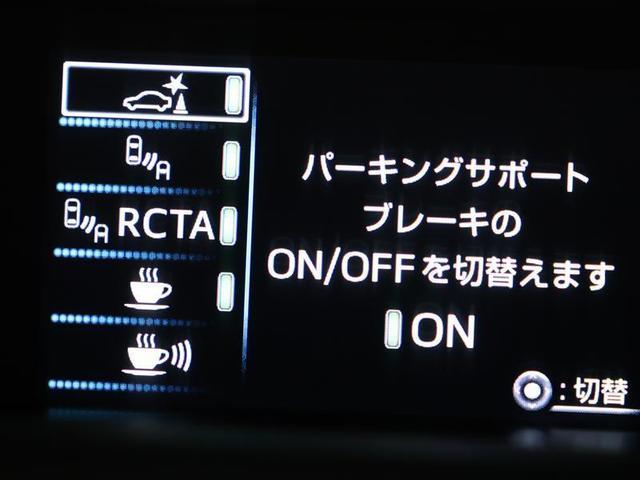 RCTA
パーキングサポート
ブレーキの
ON/OFFを切替えます
ON
:切替